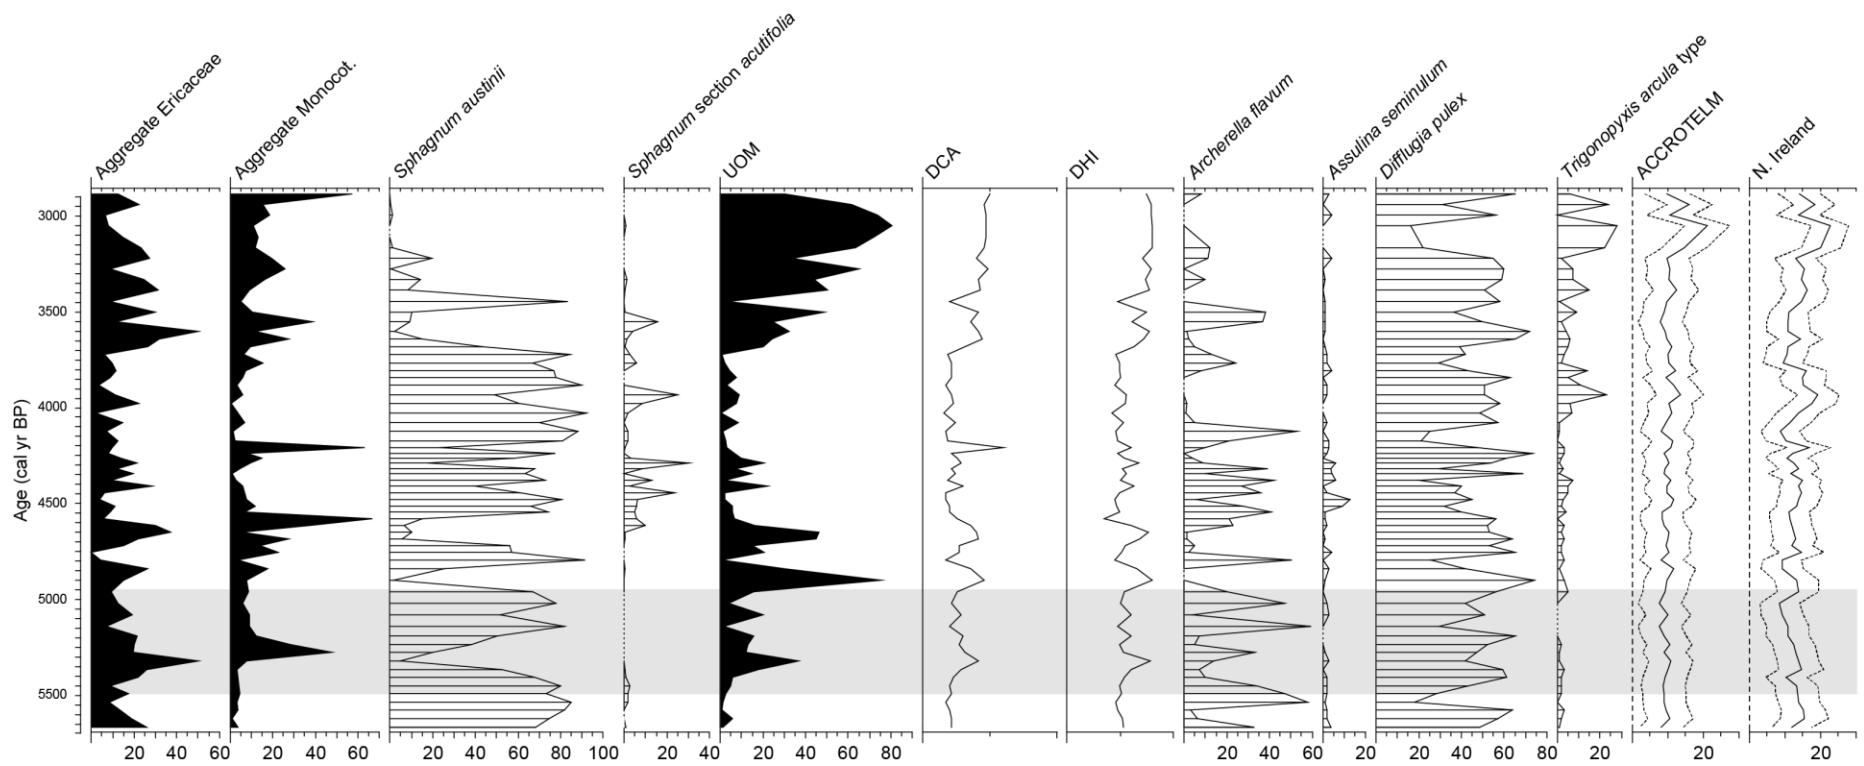 Aggregate Ericaceae
Aggregate Monocot.
Sphagnum austinii
Sphagnum section acutifolia
UOM
DCA
DHI
Archerella flavum
Assulina seminulum
Difflugia pulex
Trigonopyxis arcula type
ACCROTELM
N. Ireland
Age (cal yr BP)
3000
3500
4000
4500
5000
5500
20 40 60 20 40 60 20 40 60 80 100 20 40 20 40 60 80 20 40 60 20 20 40 60 80 20 20 20